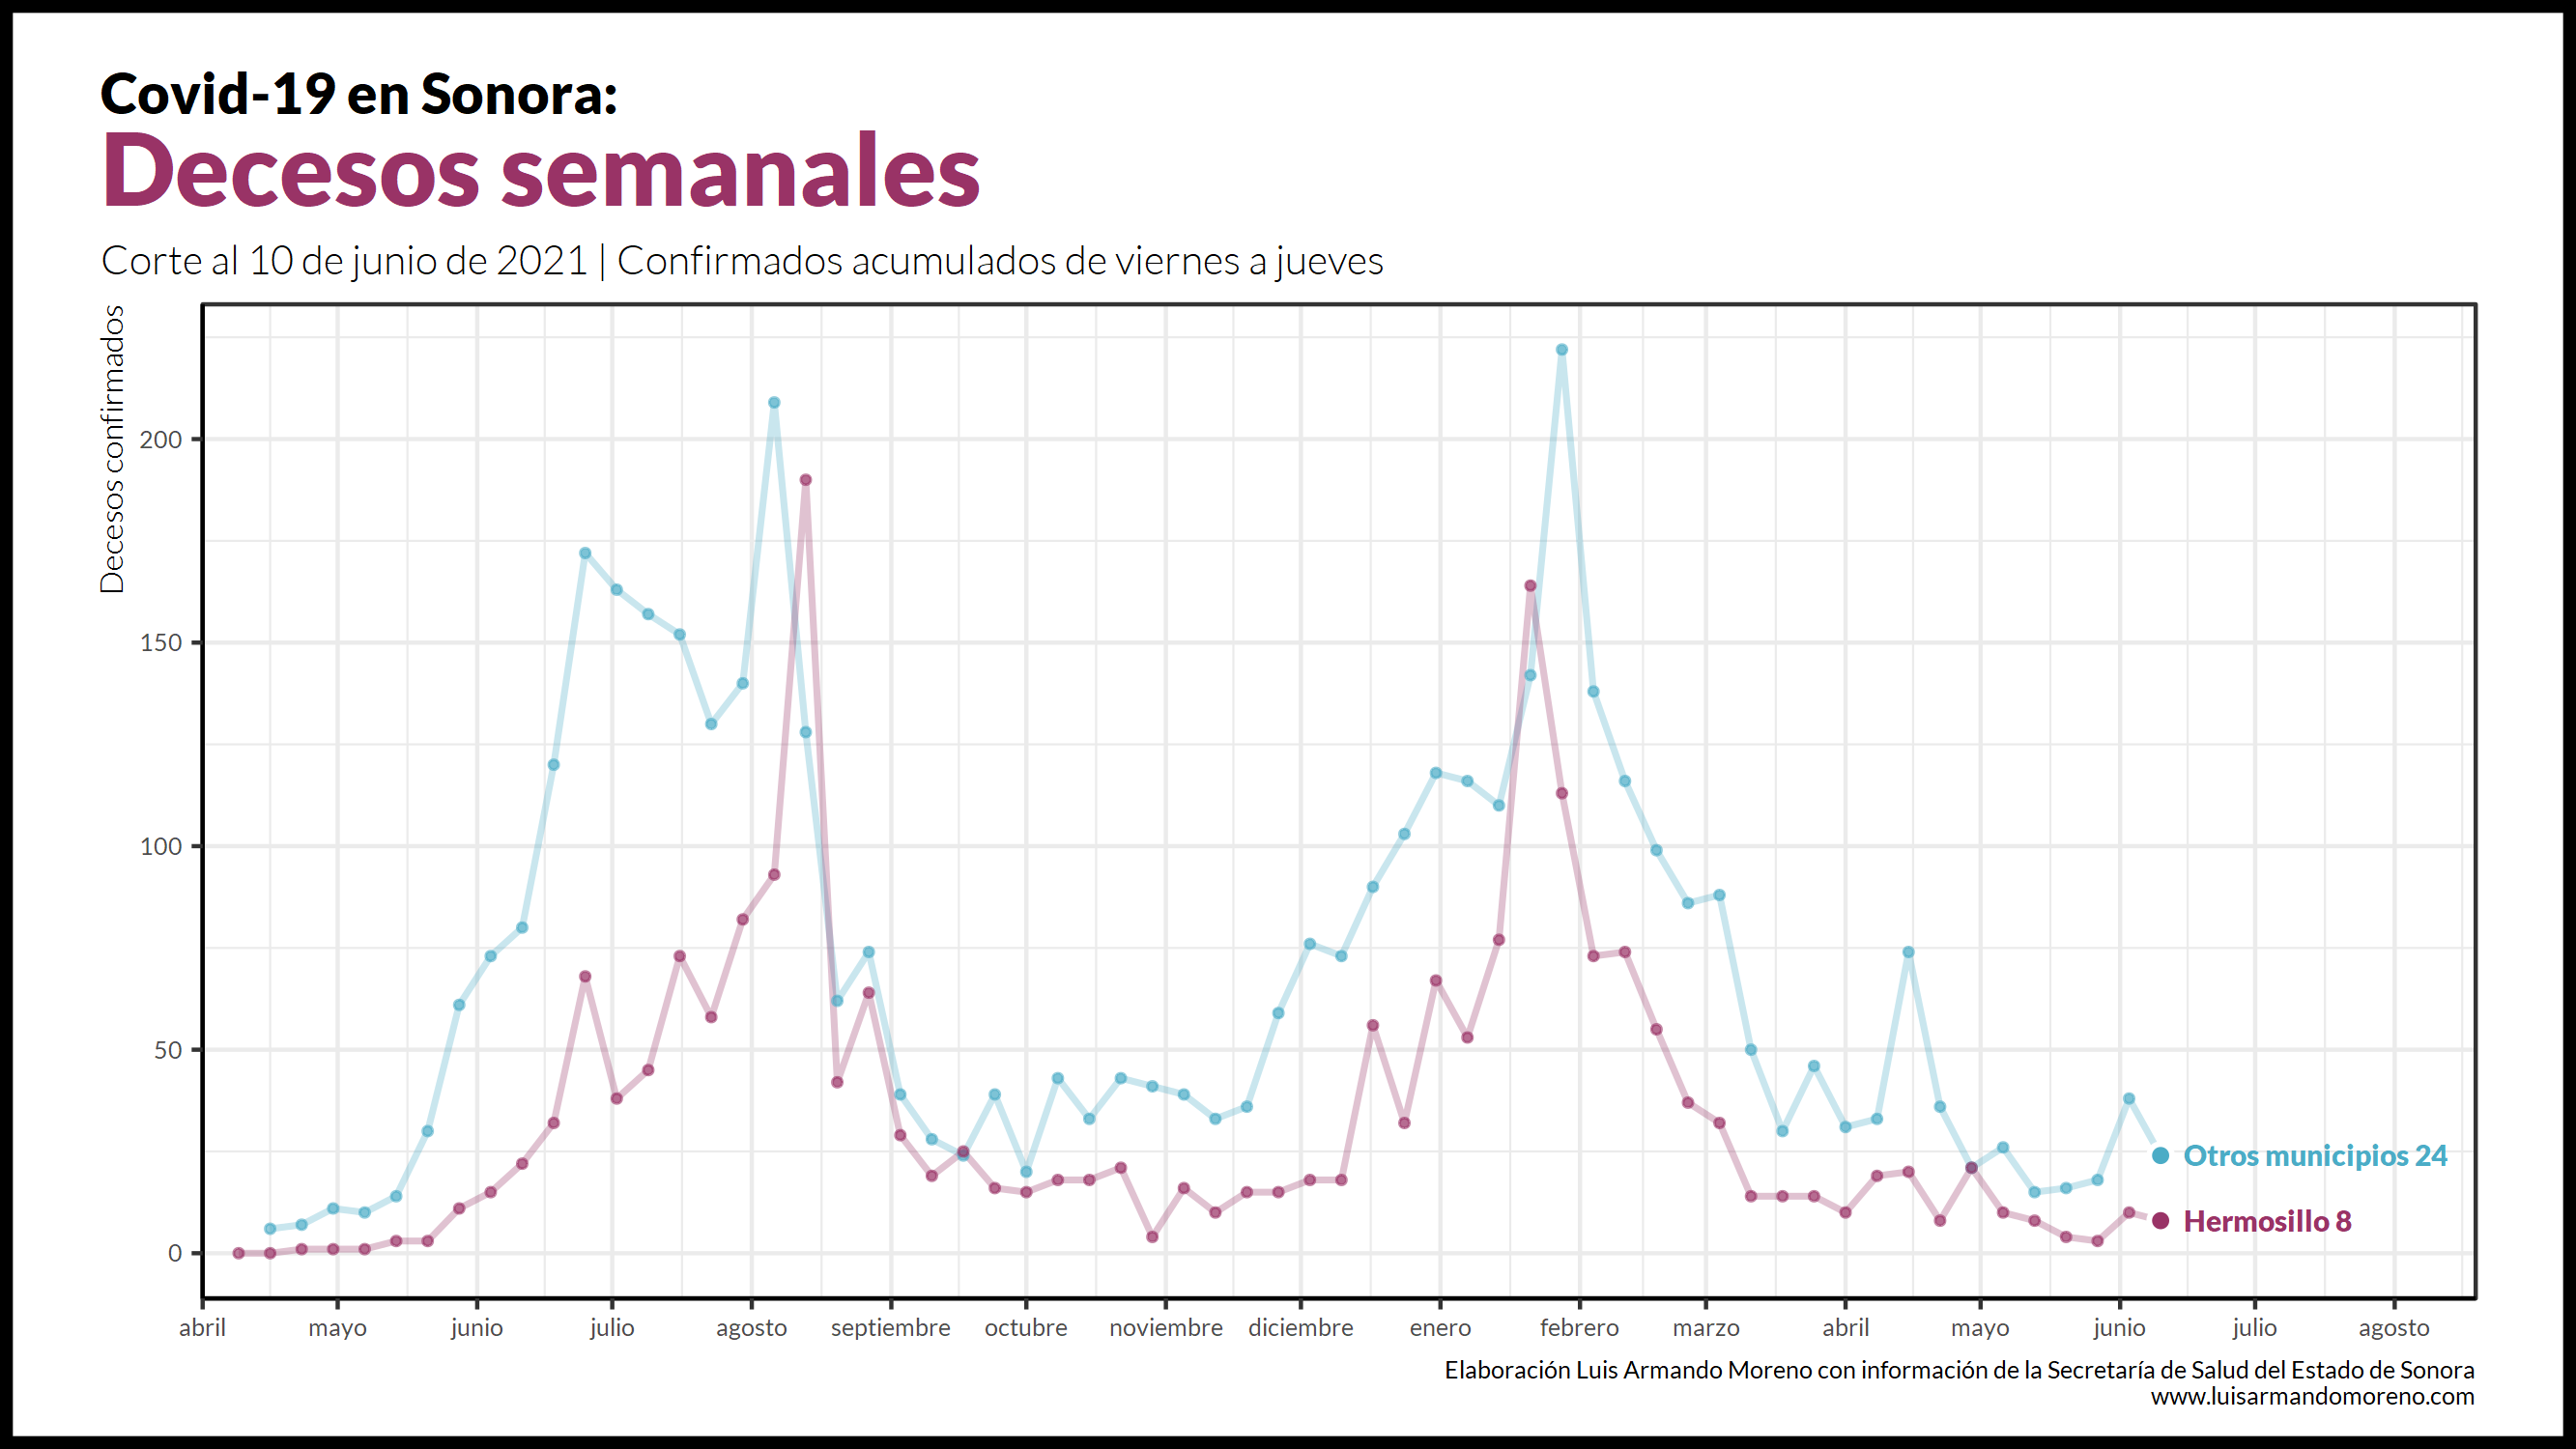 Covid-19 en Sonora:
Decesos semanales
Corte al 10 de junio de 2021 | Confirmados acumulados de viernes a jueves
Decesos confirmados
200
150
100
50
0
Otros municipios 24
Hermosillo 8
abril mayo junio julio agosto septiembre octubre noviembre diciembre enero febrero marzo abril mayo junio julio agosto
Elaboración Luis Armando Moreno con información de la Secretaría de Salud del Estado de Sonora
www.luisarmandomoreno.com